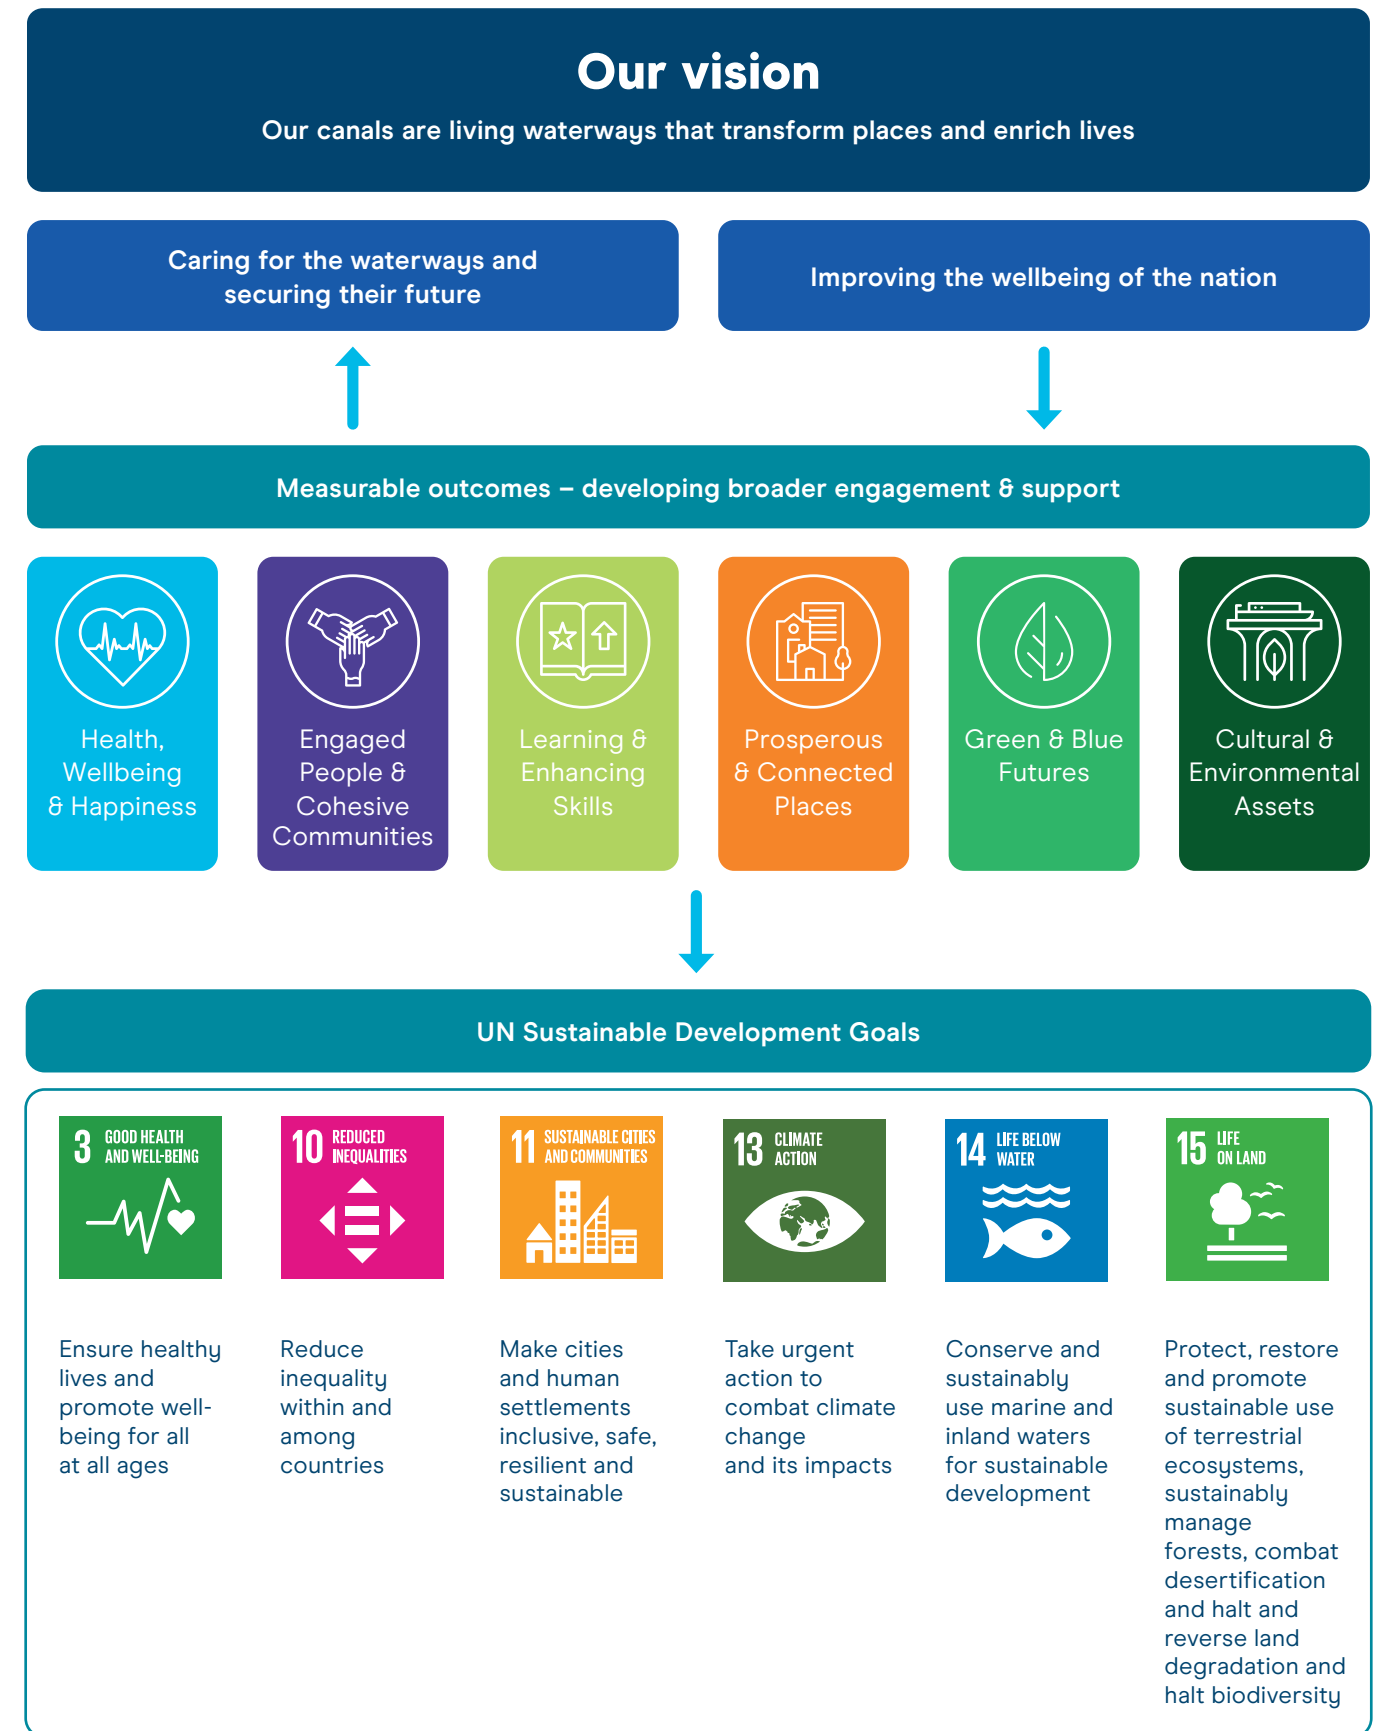 Our vision
Our canals are living waterways that transform places and enrich lives
Caring for the waterways and
securing their future
Improving the wellbeing of the nation
Measurable outcomes – developing broader engagement & support
Health,
Wellbeing
& Happiness
Engaged
People &
Cohesive
Communities
Learning &
Enhancing
Skills
Prosperous
& Connected
Places
Green & Blue
Futures
Cultural &
Environmental
Assets
UN Sustainable Development Goals
3 GOOD HEALTH
AND WELL-BEING
10 REDUCED
INEQUALITIES
11 SUSTAINABLE CITIES
AND COMMUNITIES
13 CLIMATE
ACTION
14 LIFE BELOW
WATER
15 LIFE
ON LAND
Ensure healthy
lives and
promote well-
being for all
at all ages
Reduce
inequality
within and
among
countries
Make cities
and human
settlements
inclusive, safe,
resilient and
sustainable
Take urgent
action to
combat climate
change
and its impacts
Conserve and
sustainably
use marine and
inland waters
for sustainable
development
Protect, restore
and promote
sustainable use
of terrestrial
ecosystems,
sustainably
manage
forests, combat
desertification
and halt and
reverse land
degradation and
halt biodiversity